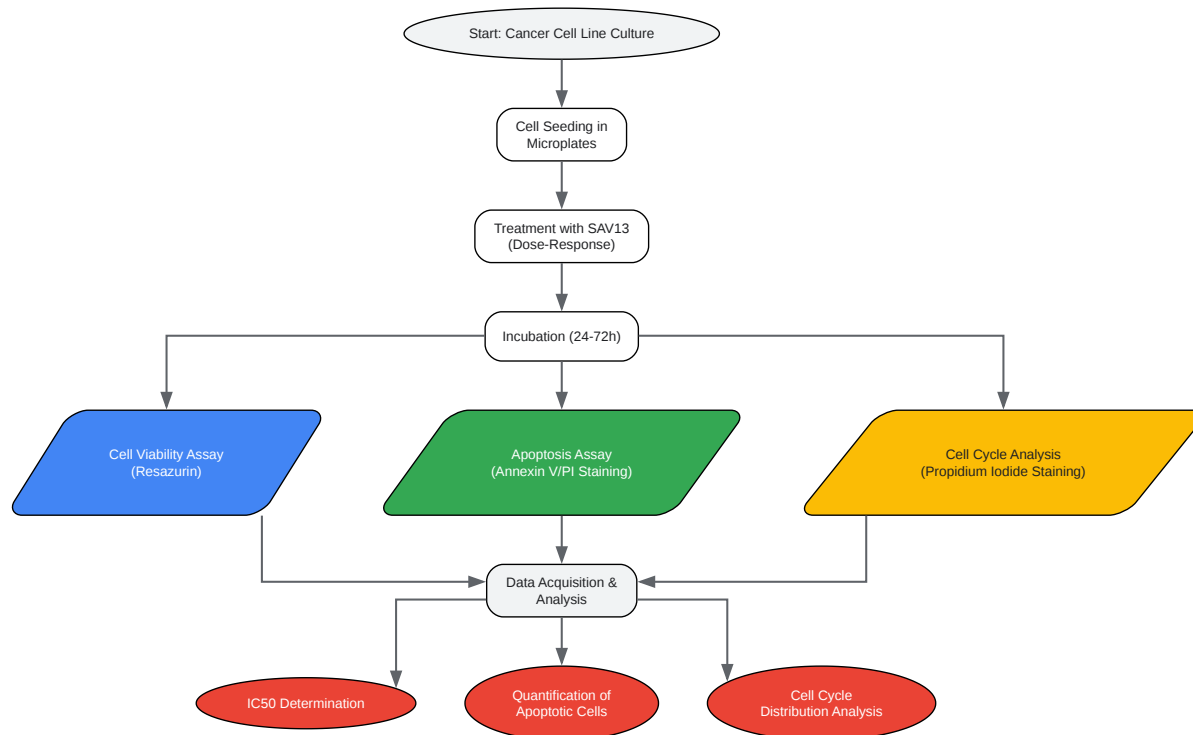 Start: Cancer Cell Line Culture
Cell Seeding in
Microplates
Treatment with SAV13
(Dose-Response)
Incubation (24-72h)
Cell Viability Assay
(Resazurin)
Apoptosis Assay
(Annexin V/PI Staining)
Cell Cycle Analysis
(Propidium Iodide Staining)
Data Acquisition &
Analysis
IC50 Determination
Quantification of
Apoptotic Cells
Cell Cycle
Distribution Analysis